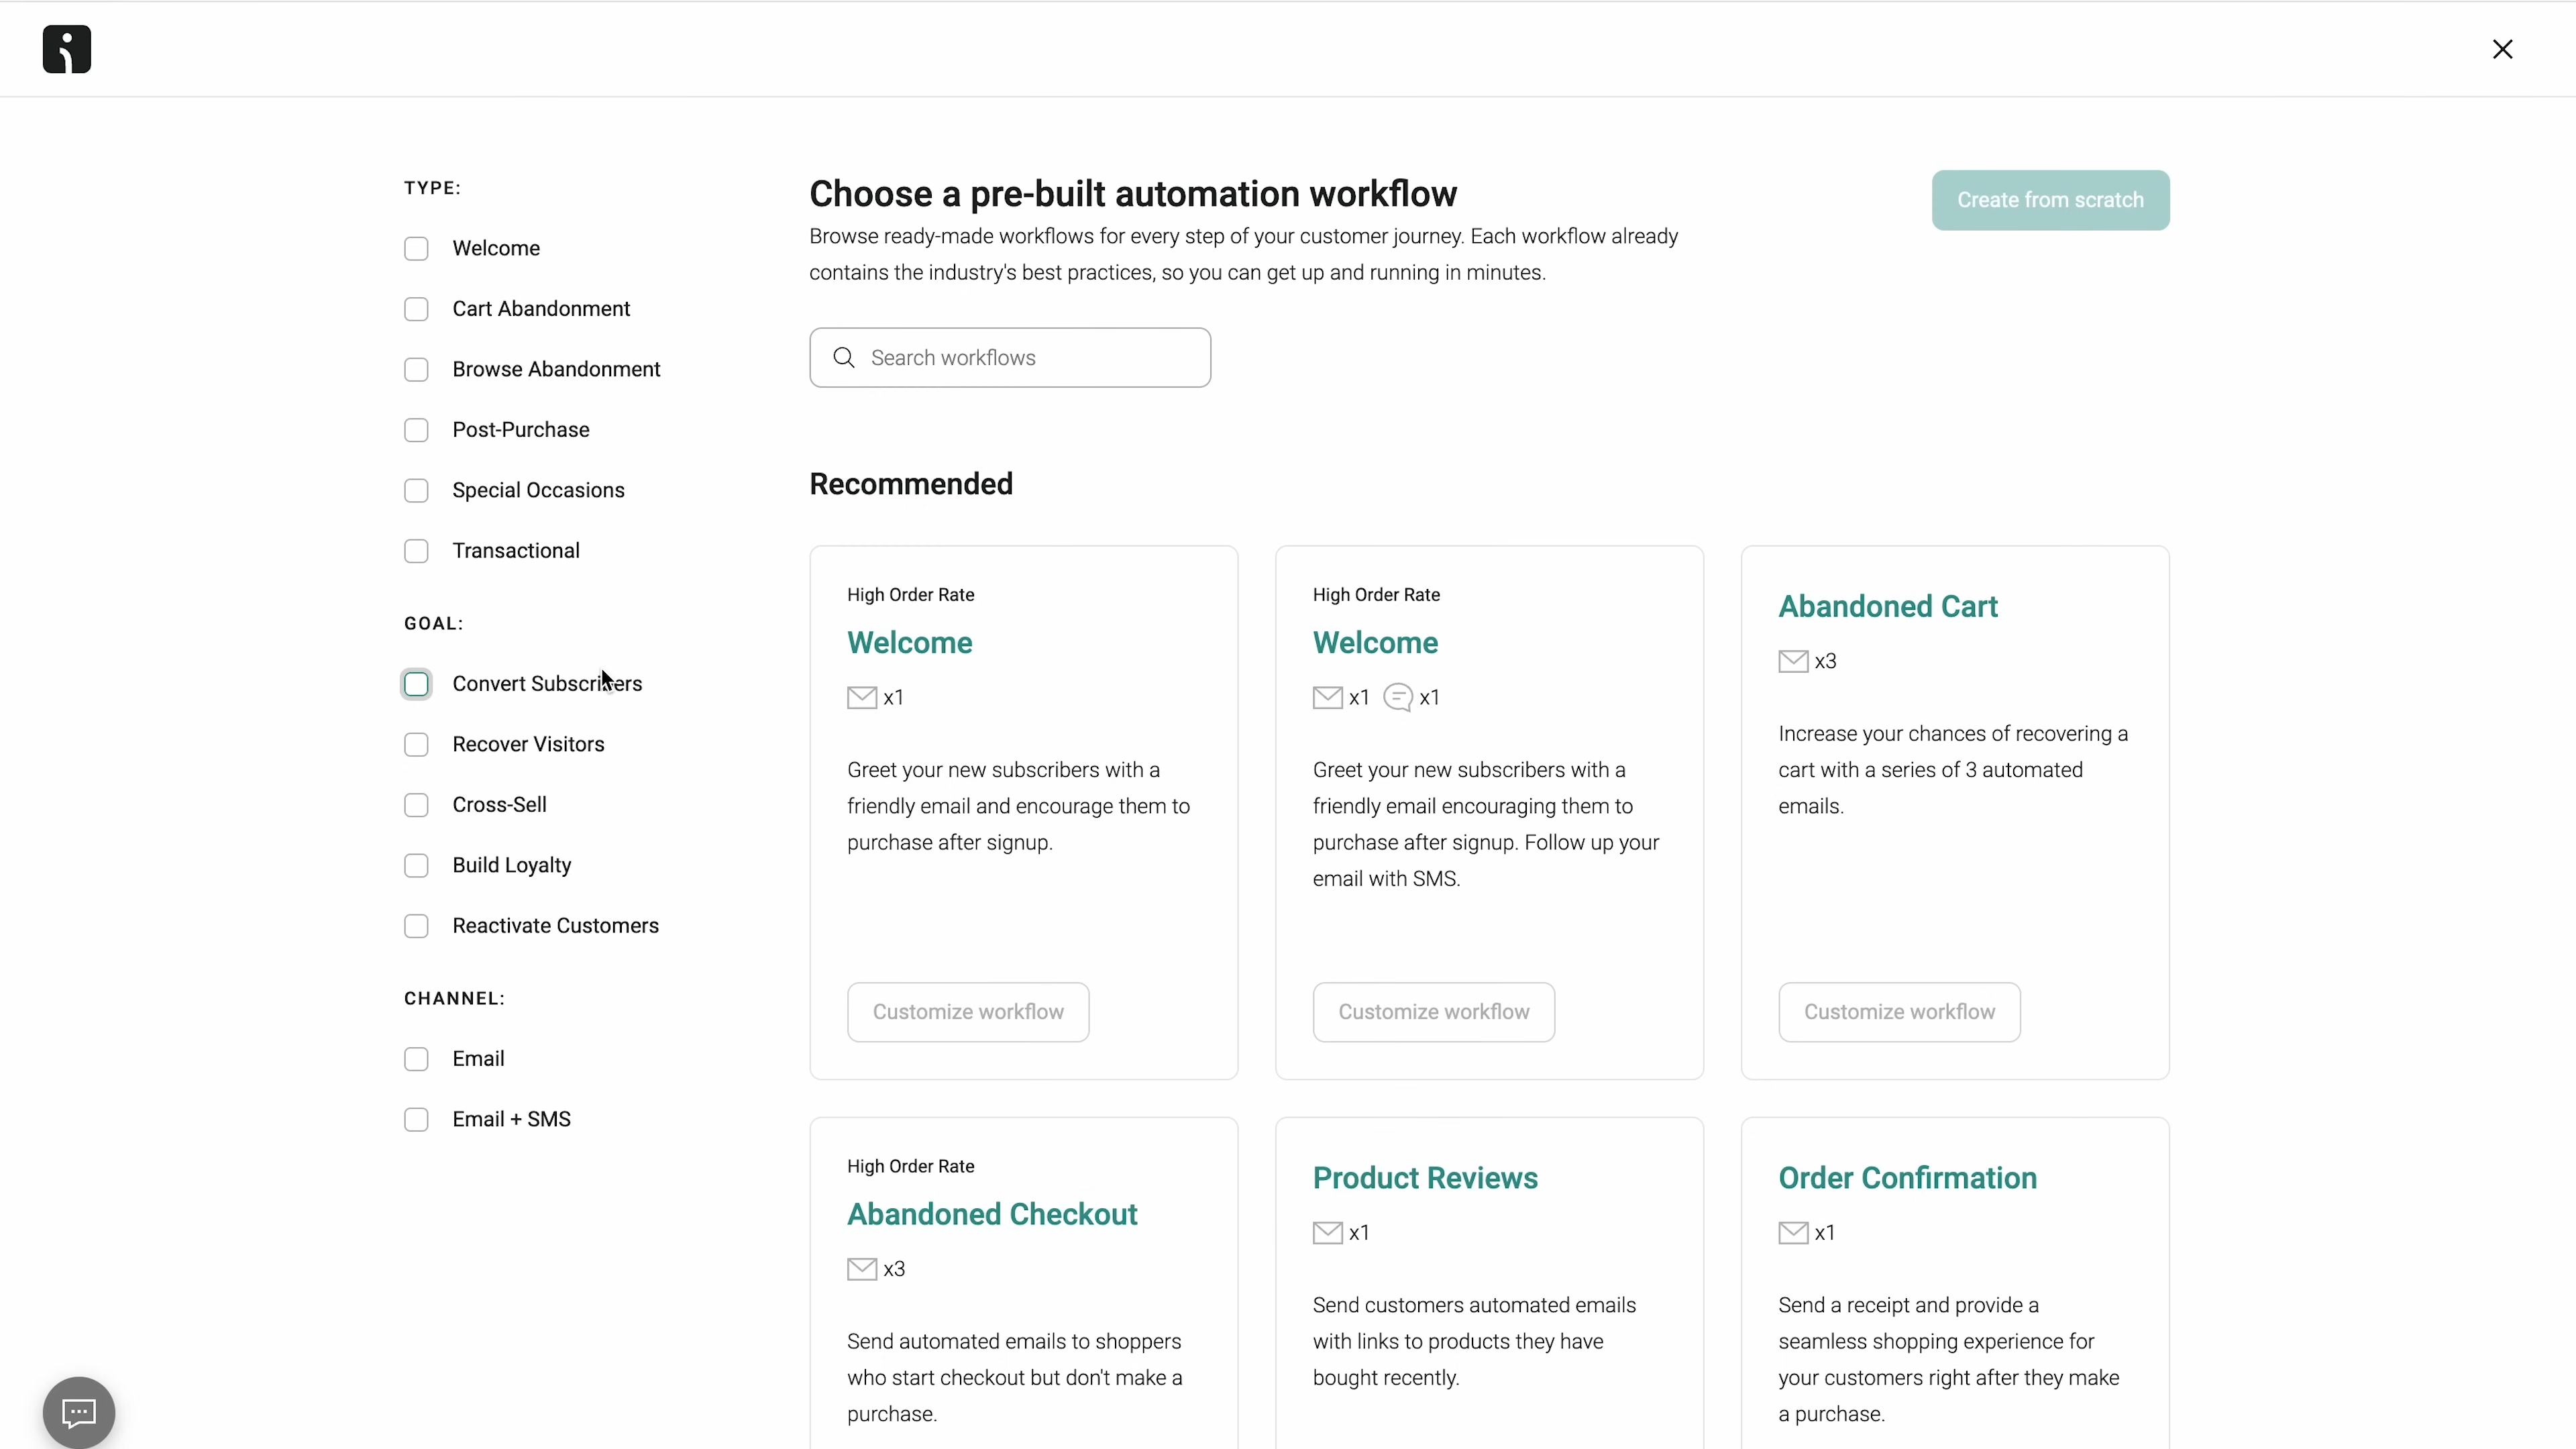 TYPE:
Welcome
Cart Abandonment
Browse Abandonment
Post-Purchase
Special Occasions
Transactional
GOAL:
Convert Subscribers
Recover Visitors
Cross-Sell
Build Loyalty
Reactivate Customers
CHANNEL:
Email
Email + SMS
Choose a pre-built automation workflow
Browse ready-made workflows for every step of your customer journey. Each workflow already
contains the industry's best practices, so you can get up and running in minutes.
Create from scratch
Search workflows
Recommended
High Order Rate
Welcome
x1
Greet your new subscribers with a
friendly email and encourage them to
purchase after signup.
Customize workflow
High Order Rate
Welcome
x1 x1
Greet your new subscribers with a
friendly email encouraging them to
purchase after signup. Follow up your
email with SMS.
Customize workflow
Abandoned Cart
x3
Increase your chances of recovering a
cart with a series of 3 automated
emails.
Customize workflow
High Order Rate
Abandoned Checkout
x3
Send automated emails to shoppers
who start checkout but don't make a
purchase.
Product Reviews
x1
Send customers automated emails
with links to products they have
bought recently.
Order Confirmation
x1
Send a receipt and provide a
seamless shopping experience for
your customers right after they make
a purchase.